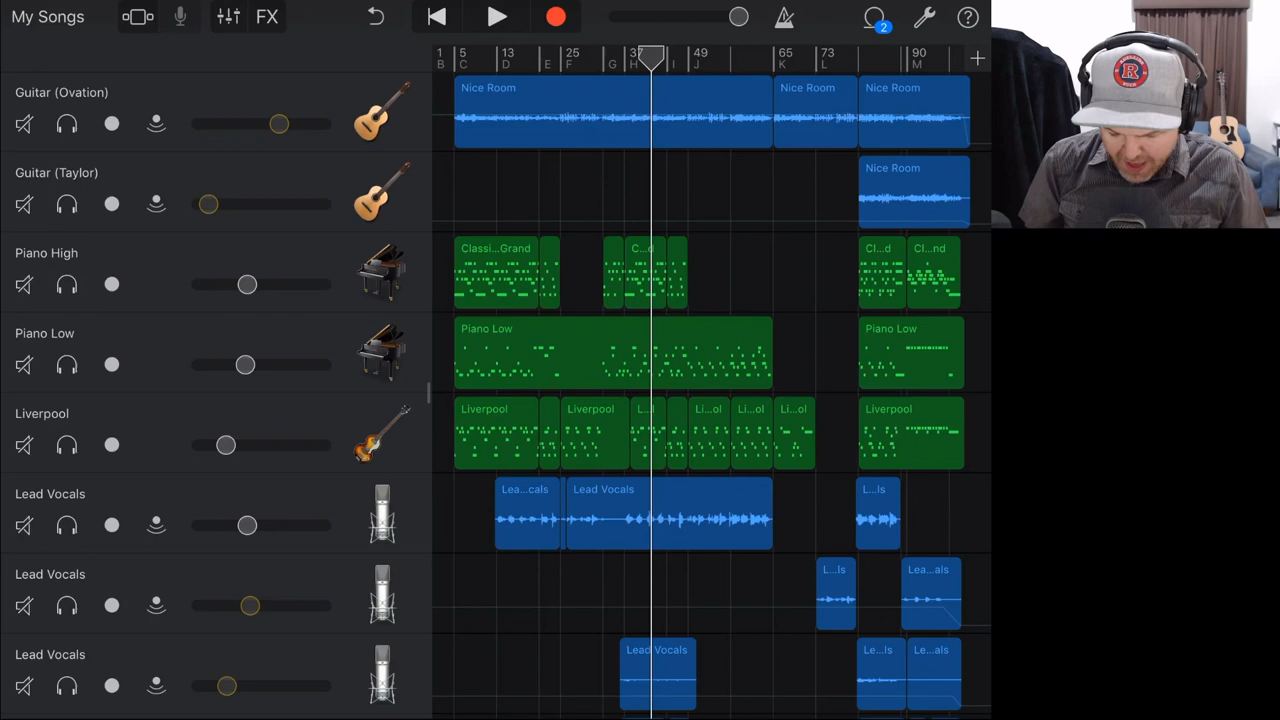 My Songs FX 2 ?
1 5 13 25 37 49 65 73 90
B C D E F G H I J K L M
Guitar (Ovation) Nice Room Nice Room Nice Room
Guitar (Taylor) Nice Room
Piano High Classi...Grand C...d Cl...d Cl...nd
Piano Low Piano Low Piano Low
Liverpool Liverpool Liverpool L...l Li...ol Li...ol Li...ol Liverpool
Lead Vocals Lea...cals Lead Vocals L...ls
Lead Vocals L...ls Lea...als
Lead Vocals Lead Vocals Le...ls Le...als
R